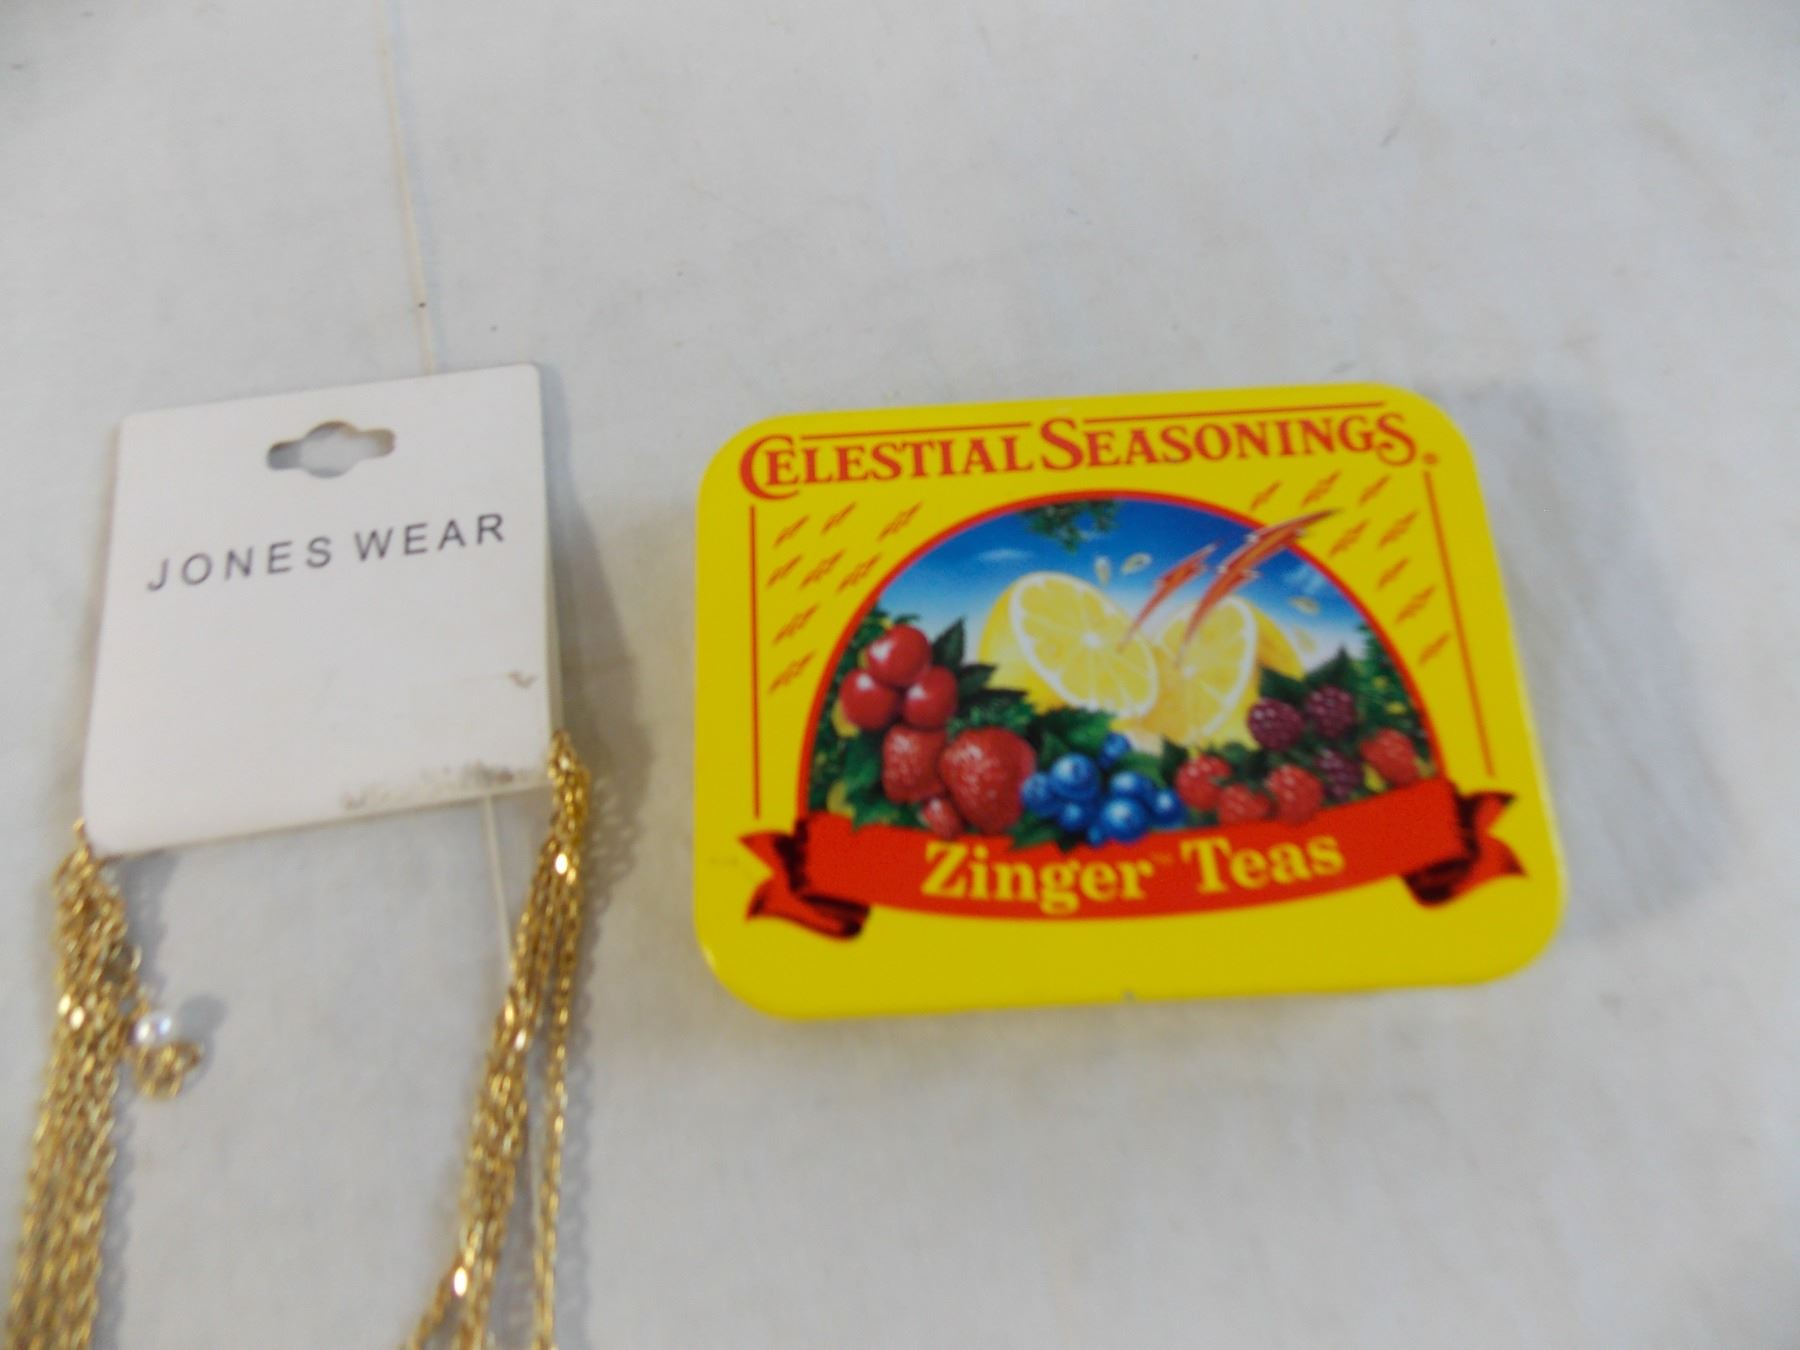 JONES WEAR
CELESTIAL SEASONINGS®
Zinger™ Teas